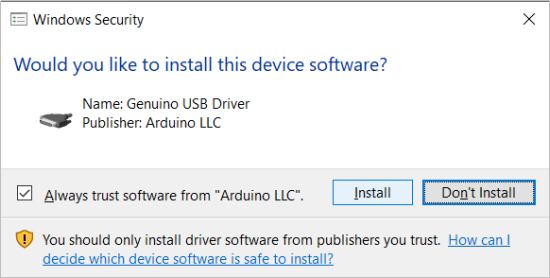 Windows Security
Would you like to install this device software?
Name: Genuino USB Driver
Publisher: Arduino LLC
Always trust software from "Arduino LLC".
Install
Don't Install
You should only install driver software from publishers you trust. How can I
decide which device software is safe to install?